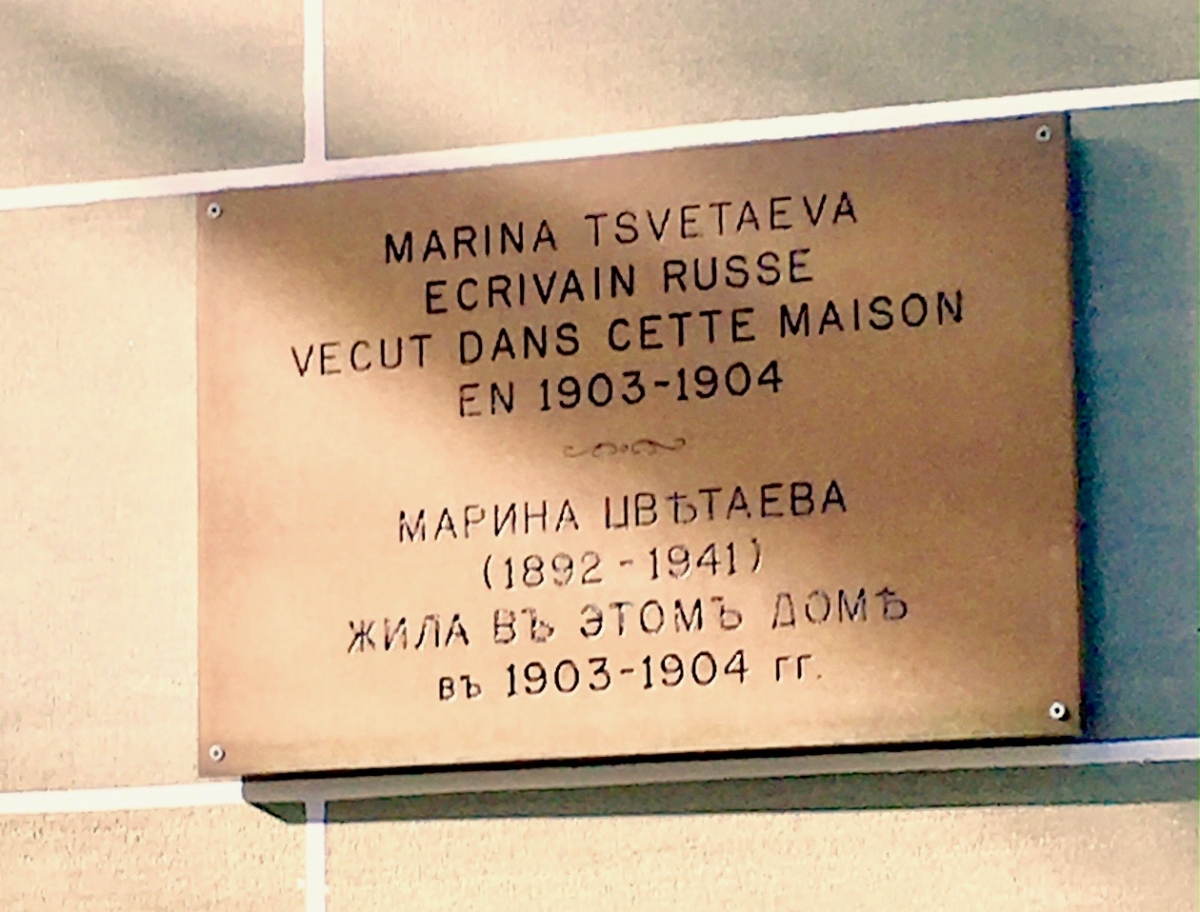 MARINA TSVETAEVA
ECRIVAIN RUSSE
VECUT DANS CETTE MAISON
EN 1903-1904
МАРИНА ЦВѢТАЕВА
(1892 - 1941)
ЖИЛА ВЪ ЭТОМЪ ДОМѢ
въ 1903-1904 гг.